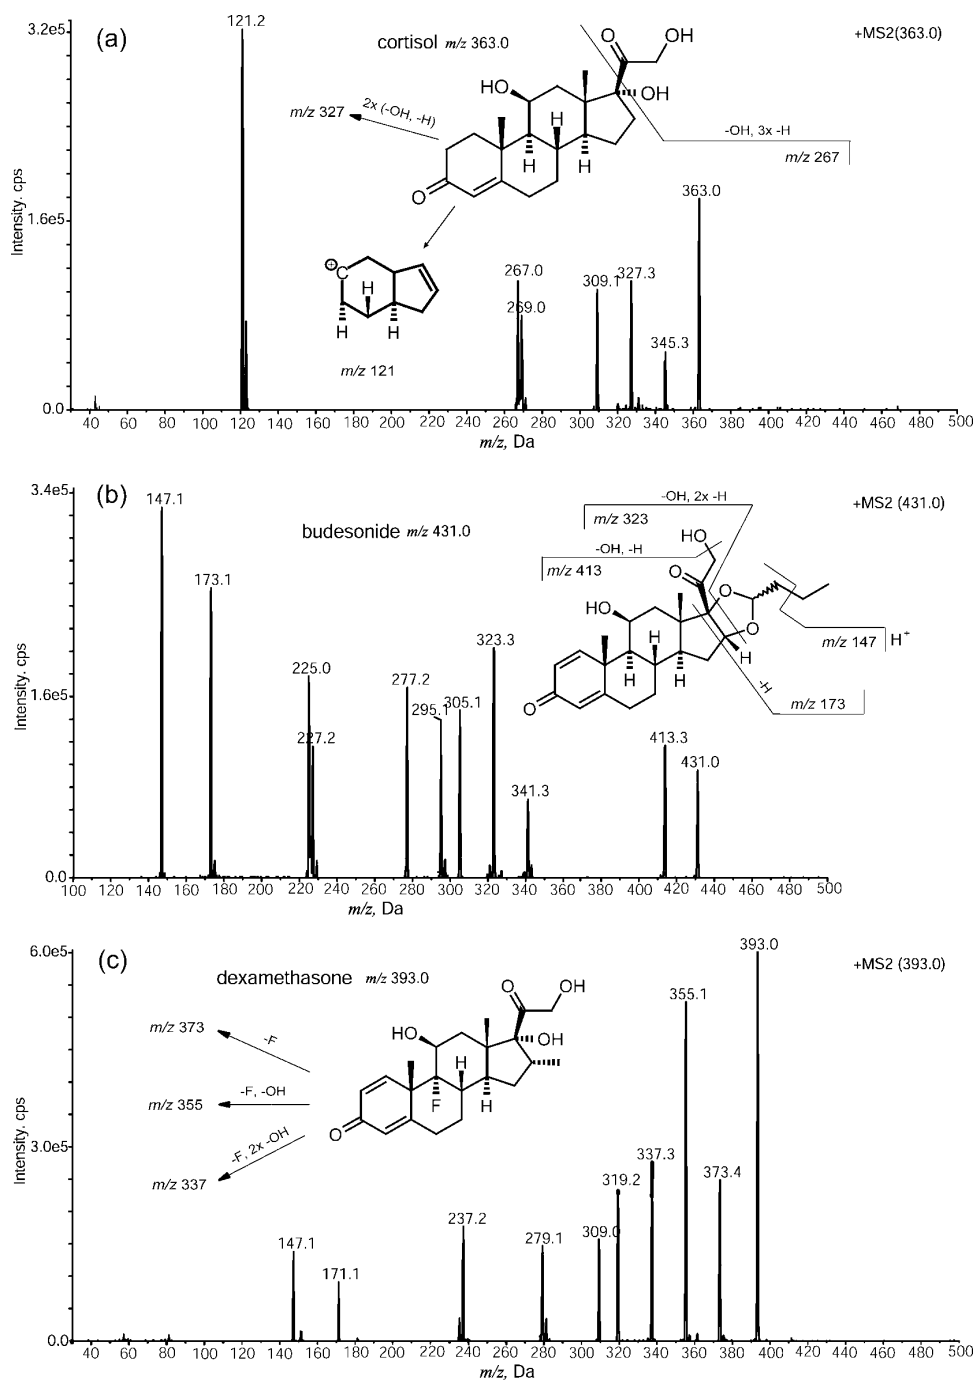 3.2e5
(a)
121.2
cortisol m/z 363.0
+MS2(363.0)
O
OH
HO
OH
m/z 327
2x (-OH, -H)
-OH, 3x -H
m/z 267
H
H
H
O
Intensity. cps
1.6e5
363.0
267.0
269.0
309.1
327.3
345.3
+
C
H
H
H
m/z 121
0.0
40 60 80 100 120 140 160 180 200 220 240 260 280 300 320 340 360 380 400 420 440 460 480 500
m/z, Da
3.4e5
(b)
147.1
budesonide m/z 431.0
+MS2 (431.0)
-OH, 2x -H
m/z 323
HO
-OH, -H
m/z 413
O
O
O
HO
H
H
H
H
O
m/z 147
H+
-H
m/z 173
173.1
323.3
225.0
227.2
277.2
295.1
305.1
341.3
413.3
431.0
Intensity. cps
1.6e5
0.0
100 120 140 160 180 200 220 240 260 280 300 320 340 360 380 400 420 440 460 480 500
m/z, Da
6.0e5
(c)
393.0
dexamethasone m/z 393.0
+MS2 (393.0)
O
OH
HO
OH
H
F
H
O
m/z 373
-F
m/z 355
-F, -OH
m/z 337
-F, 2x -OH
355.1
Intensity. cps
3.0e5
337.3
319.2
373.4
237.2
147.1
171.1
279.1
309.0
0.0
40 60 80 100 120 140 160 180 200 220 240 260 280 300 320 340 360 380 400 420 440 460 480 500
m/z, Da